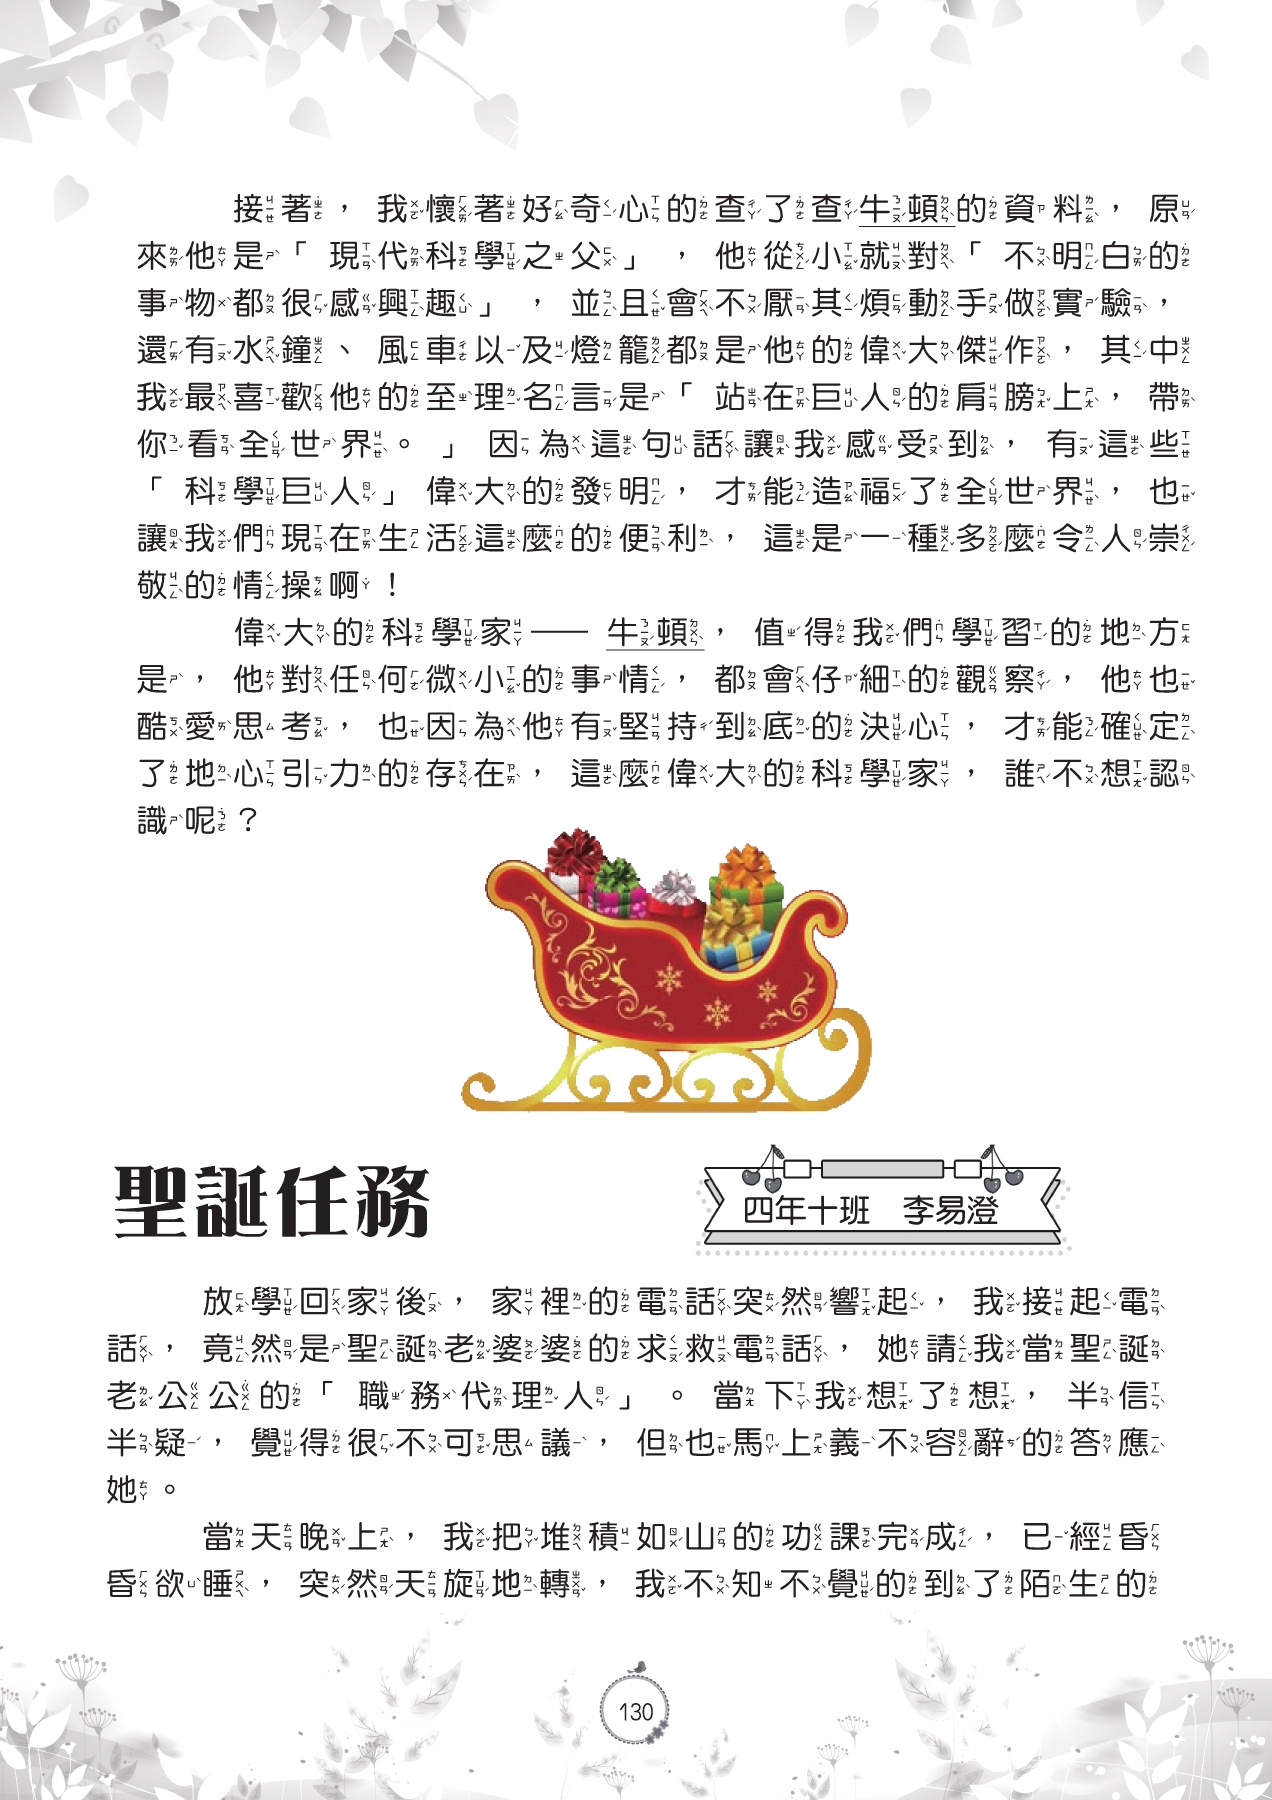 接著，我懷著好奇心的查了查牛頓的資料，原
來他是「現代科學之父」，他從小就對「不明白的
事物都很感興趣」，並且會不厭其煩動手做實驗，
還有水鐘、風車以及燈籠都是他的偉大傑作，其中
我最喜歡他的至理名言是「站在巨人的肩膀上，帶
你看全世界。」因為這句話讓我感受到，有這些
「科學巨人」偉大的發明，才能造福了全世界，也
讓我們現在生活這麼的便利，這是一種多麼令人崇
敬的情操啊！
偉大的科學家——牛頓，值得我們學習的地方
是，他對任何微小的事情，都會仔細的觀察，他也
酷愛思考，也因為他有堅持到底的決心，才能確定
了地心引力的存在，這麼偉大的科學家，誰不想認
識呢？
聖誕任務
四年十班　李易澄
放學回家後，家裡的電話突然響起，我接起電
話，竟然是聖誕老婆婆的求救電話，她請我當聖誕
老公公的「職務代理人」。當下我想了想，半信
半疑，覺得很不可思議，但也馬上義不容辭的答應
她。
當天晚上，我把堆積如山的功課完成，已經昏
昏欲睡，突然天旋地轉，我不知不覺的到了陌生的
130